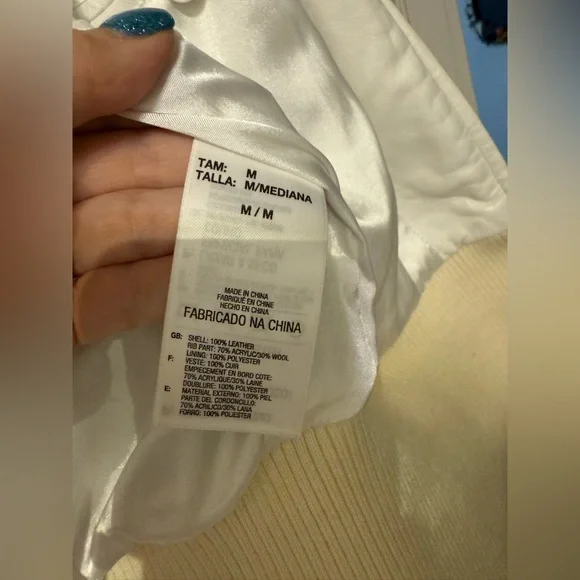 TAM: M
TALLA: M/MEDIANA
M / M
MADE IN CHINA
FABRIQUÉ EN CHINE
HECHO EN CHINA
FABRICADO NA CHINA
GB: SHELL: 100% LEATHER
RIB PART: 70% ACRYLIC/30% WOOL
LINING: 100% POLYESTER
F: VESTE: 100% CUIR
EMPIECEMENT EN BORD COTE:
70% ACRYLIQUE/30% LAINE
DOUBLURE: 100% POLYESTER
E: MATERIAL EXTERNO: 100% PIEL
PARTE DEL CORDONCILLO:
70% ACRILICO/30% LANA
FORRO: 100% POLIESTER